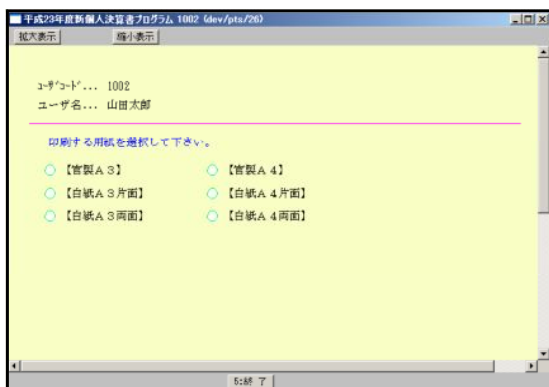 平成23年度新個人決算書プログラム 1002 (dev/pts/26)
拡大表示 縮小表示
ﾕｰｻﾞｺｰﾄﾞ... 1002
ユーザ名... 山田太郎
印刷する用紙を選択して下さい。
【官製Ａ３】 【官製Ａ４】
【白紙Ａ３片面】 【白紙Ａ４片面】
【白紙Ａ３両面】 【白紙Ａ４両面】
5:終 了